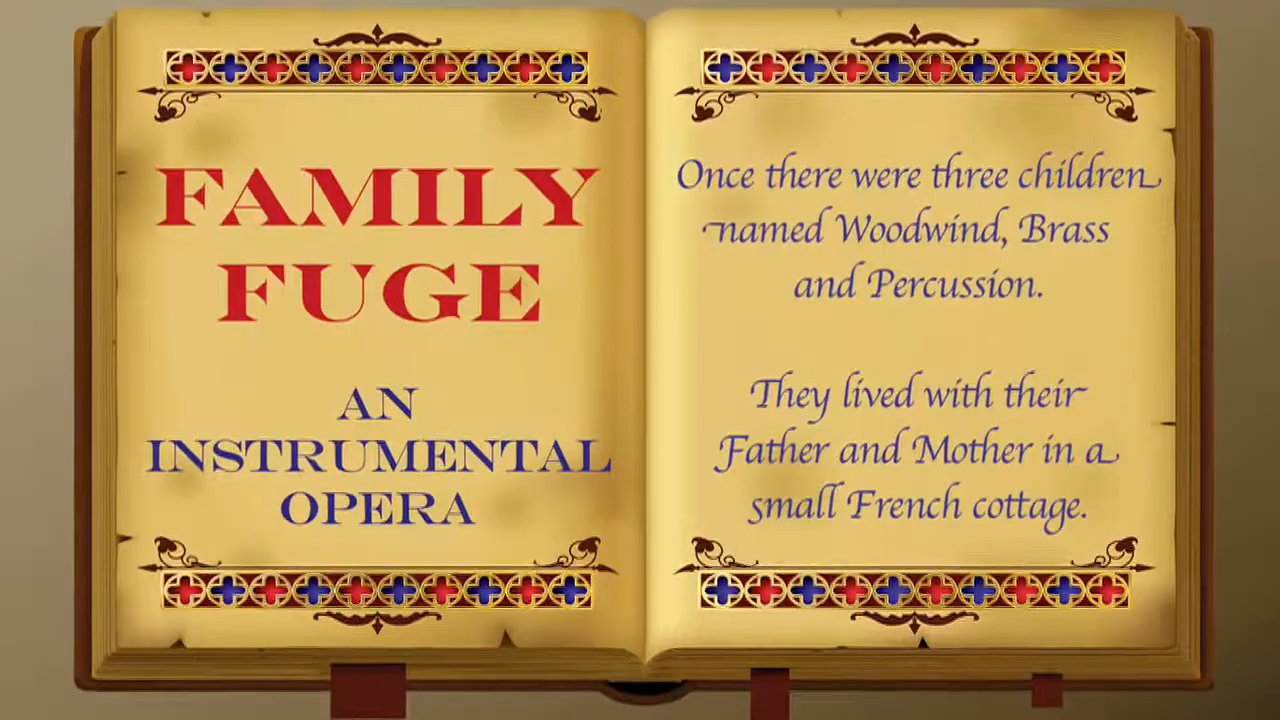 FAMILY
FUGE
AN
INSTRUMENTAL
OPERA
Once there were three children
named Woodwind, Brass
and Percussion.
They lived with their
Father and Mother in a
small French cottage.